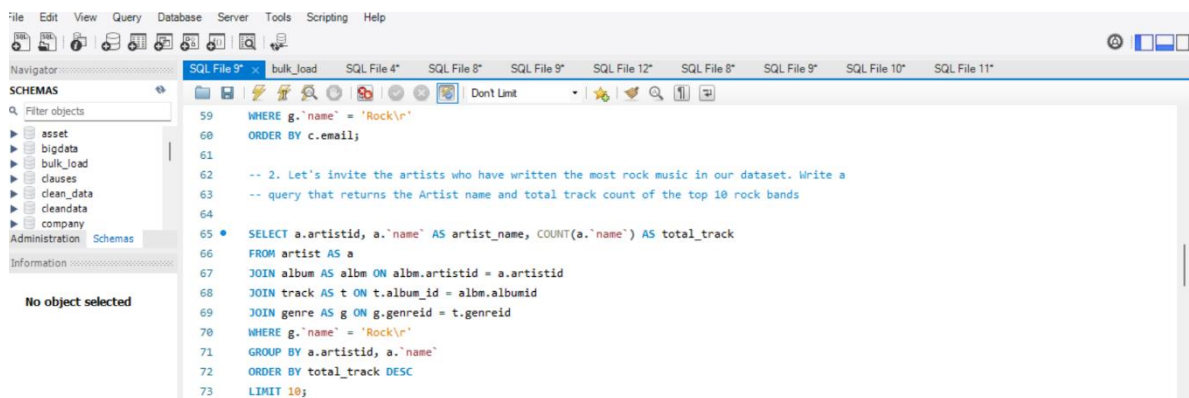 File Edit View Query Database Server Tools Scripting Help
Navigator
SQL File 9* bulk_load SQL File 4* SQL File 8* SQL File 9* SQL File 12* SQL File 8* SQL File 9* SQL File 10* SQL File 11*
SCHEMAS
Don't Limit
Filter objects
asset
bigdata
bulk_load
clauses
clean_data
cleandata
company
Administration Schemas
Information
No object selected
59 WHERE g.`name` = 'Rock\r'
60 ORDER BY c.email;
61
62 -- 2. Let's invite the artists who have written the most rock music in our dataset. Write a
63 -- query that returns the Artist name and total track count of the top 10 rock bands
64
65 SELECT a.artistid, a.`name` AS artist_name, COUNT(a.`name`) AS total_track
66 FROM artist AS a
67 JOIN album AS albm ON albm.artistid = a.artistid
68 JOIN track AS t ON t.album_id = albm.albumid
69 JOIN genre AS g ON g.genreid = t.genreid
70 WHERE g.`name` = 'Rock\r'
71 GROUP BY a.artistid, a.`name`
72 ORDER BY total_track DESC
73 LIMIT 10;